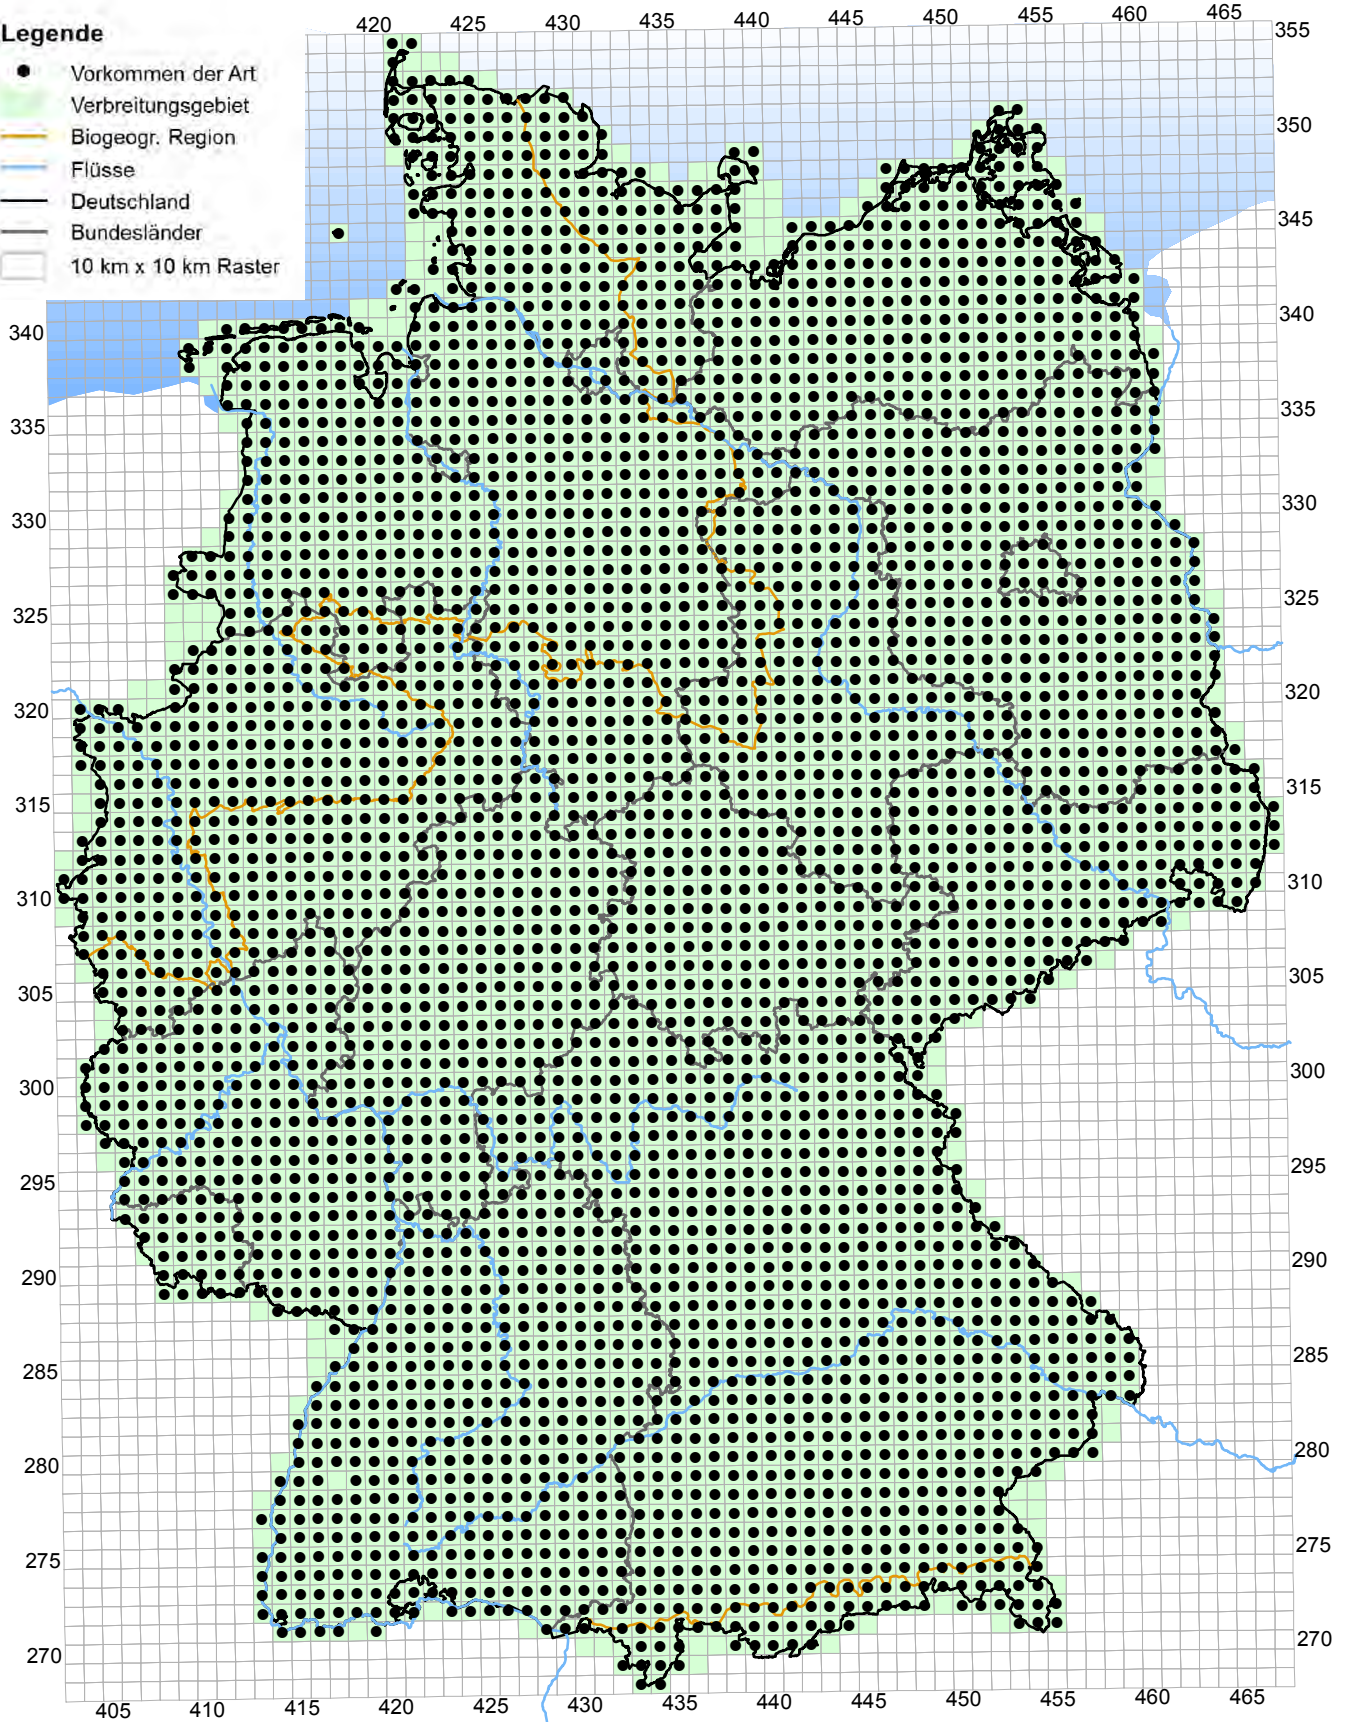 Legende
Vorkommen der Art
Verbreitungsgebiet
Biogeogr. Region
Flüsse
Deutschland
Bundesländer
10 km x 10 km Raster
420 425 430 435 440 445 450 455 460 465
355
350
345
340 340
335 335
330 330
325 325
320 320
315 315
310 310
305 305
300 300
295 295
290 290
285 285
280 280
275 275
270 270
405 410 415 420 425 430 435 440 445 450 455 460 465